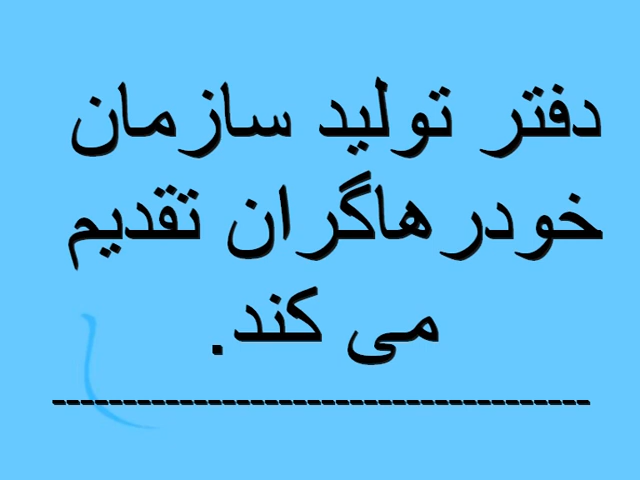 دفتر تولید سازمان
خودرهاگران تقدیم
می کند.